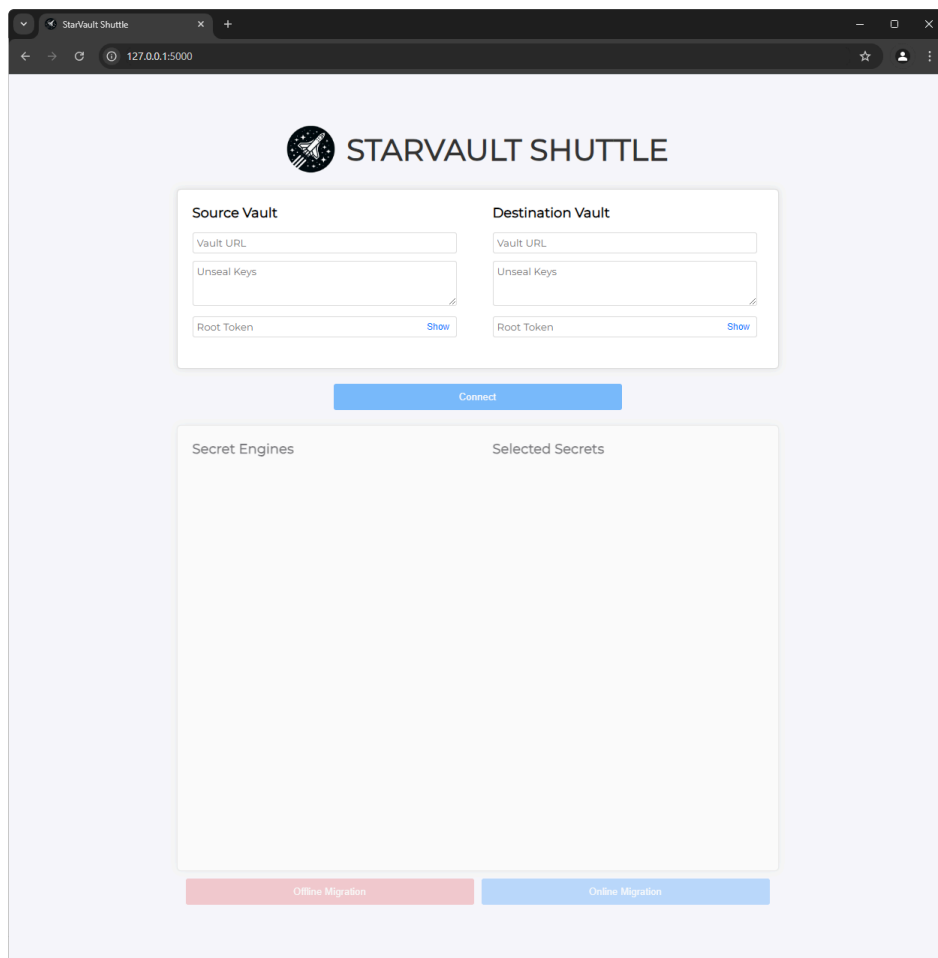 StarVault Shuttle
127.0.0.1:5000
STARVAULT SHUTTLE
Source Vault
Vault URL
Unseal Keys
Root Token Show
Destination Vault
Vault URL
Unseal Keys
Root Token Show
Connect
Secret Engines
Selected Secrets
Offline Migration
Online Migration